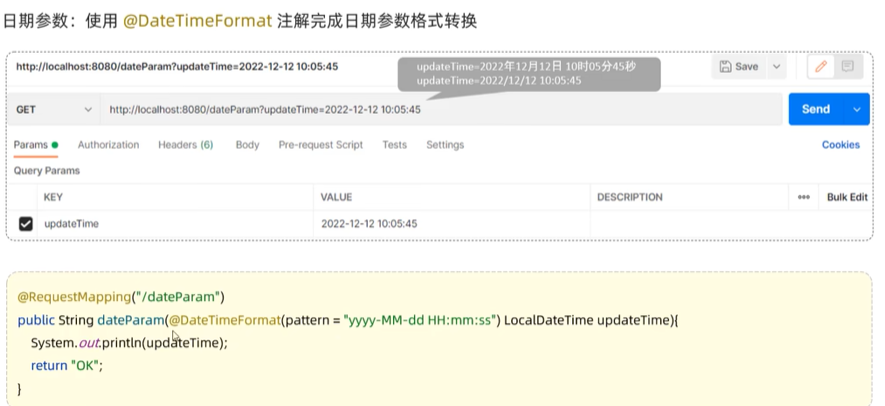 日期参数：使用 @DateTimeFormat 注解完成日期参数格式转换
http://localhost:8080/dateParam?updateTime=2022-12-12 10:05:45
updateTime=2022年12月12日 10时05分45秒
updateTime=2022/12/12 10:05:45
Save
GET http://localhost:8080/dateParam?updateTime=2022-12-12 10:05:45 Send
Params Authorization Headers (6) Body Pre-request Script Tests Settings Cookies
Query Params
KEY VALUE DESCRIPTION ••• Bulk Edit
updateTime 2022-12-12 10:05:45
@RequestMapping("/dateParam")
public String dateParam(@DateTimeFormat(pattern = "yyyy-MM-dd HH:mm:ss") LocalDateTime updateTime){
System.out.println(updateTime);
return "OK";
}